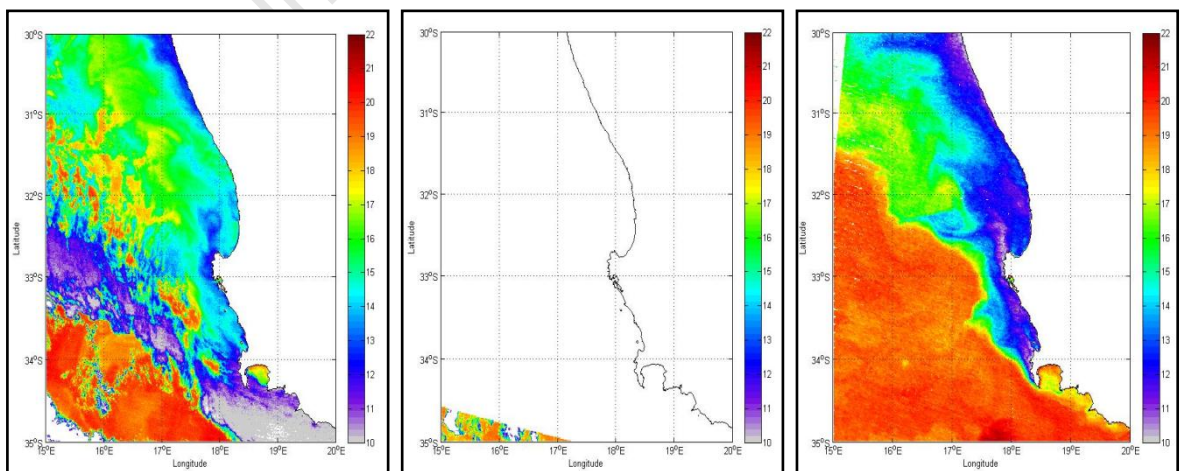 30°S
31°S
32°S
33°S
34°S
35°S
Latitude
15°E
16°E
17°E
18°E
19°E
20°E
Longitude
22
21
20
19
18
17
16
15
14
13
12
11
10
30°S
31°S
32°S
33°S
34°S
35°S
Latitude
15°E
16°E
17°E
18°E
19°E
20°E
Longitude
22
21
20
19
18
17
16
15
14
13
12
11
10
30°S
31°S
32°S
33°S
34°S
35°S
Latitude
15°E
16°E
17°E
18°E
19°E
20°E
Longitude
22
21
20
19
18
17
16
15
14
13
12
11
10